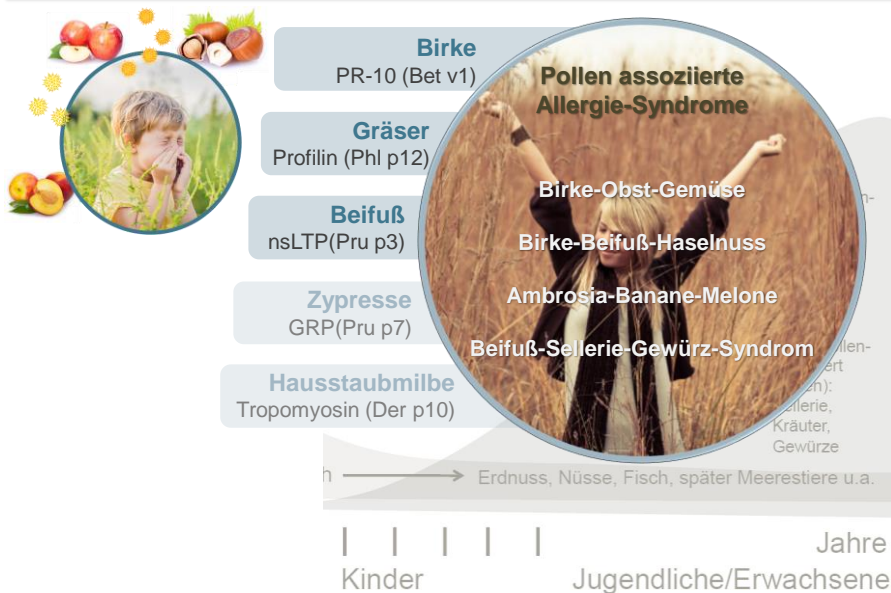 Birke
PR-10 (Bet v1)
Gräser
Profilin (Phl p12)
Beifuß
nsLTP(Pru p3)
Zypresse
GRP(Pru p7)
Hausstaubmilbe
Tropomyosin (Der p10)
Pollen assoziierte
Allergie-Syndrome
Birke-Obst-Gemüse
Birke-Beifuß-Haselnuss
Ambrosia-Banane-Melone
Beifuß-Sellerie-Gewürz-Syndrom
Kräuter,
Gewürze
Erdnuss, Nüsse, Fisch, später Meerestiere u.a.
Jahre
Kinder
Jugendliche/Erwachsene